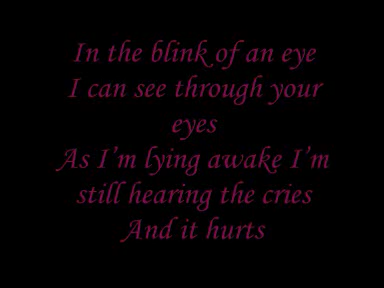 In the blink of an eye
I can see through your
eyes
As I'm lying awake I'm
still hearing the cries
And it hurts